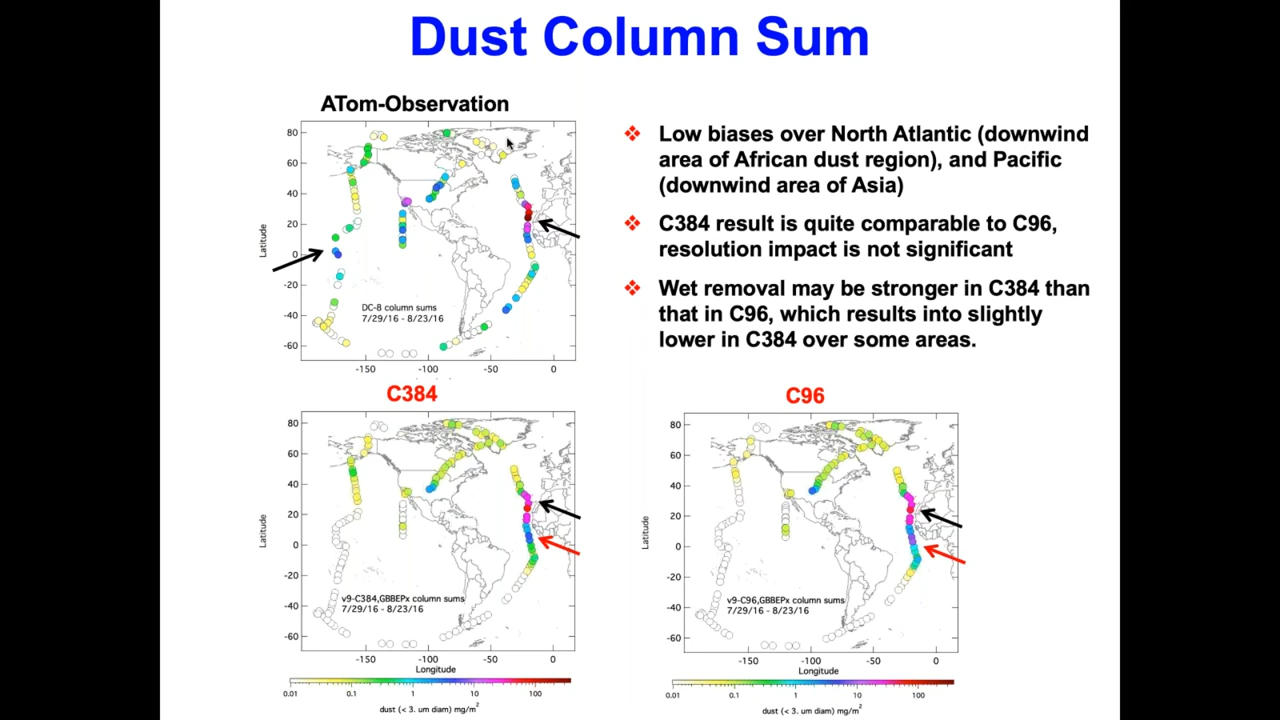 Dust Column Sum
ATom-Observation
80
60
40
20
0
-20
-40
-60
Latitude
DC-8 column sums
7/29/16 - 8/23/16
-150
-100
-50
0
❖ Low biases over North Atlantic (downwind
area of African dust region), and Pacific
(downwind area of Asia)
❖ C384 result is quite comparable to C96,
resolution impact is not significant
❖ Wet removal may be stronger in C384 than
that in C96, which results into slightly
lower in C384 over some areas.
C384
80
60
40
20
0
-20
-40
-60
Latitude
v9-C384,GBBEPx column sums
7/29/16 - 8/23/16
-150
-100
-50
0
Longitude
0.01
0.1
1
10
100
dust (< 3. um diam) mg/m²
C96
80
60
40
20
0
-20
-40
-60
Latitude
v9-C96,GBBEPx column sums
7/29/16 - 8/23/16
-150
-100
-50
0
Longitude
0.01
0.1
1
10
100
dust (< 3. um diam) mg/m²